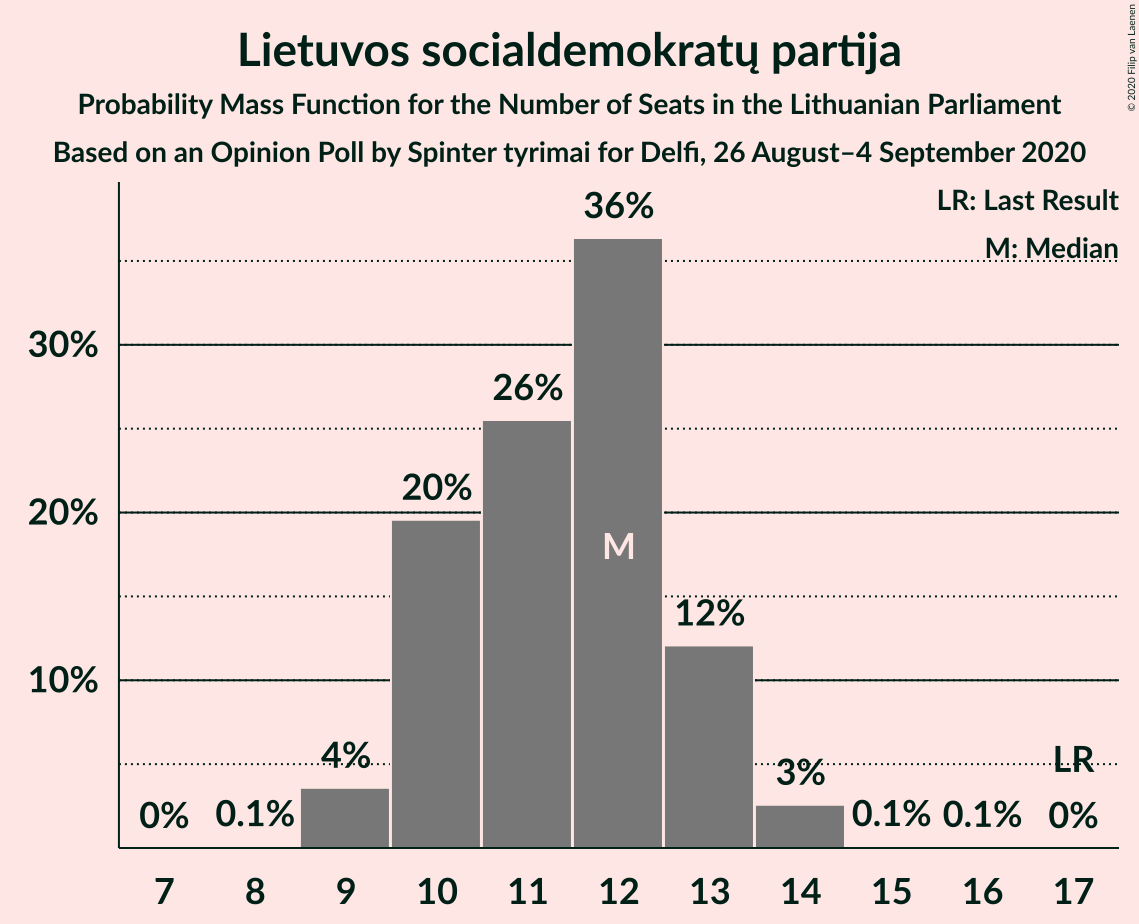 Lietuvos socialdemokratų partija
Probability Mass Function for the Number of Seats in the Lithuanian Parliament
Based on an Opinion Poll by Spinter tyrimai for Delfi, 26 August–4 September 2020
© 2020 Filip van Laenen
LR: Last Result
M: Median
36%
30%
26%
20%
20%
M
12%
10%
4%
3%
LR
0%
0.1%
0.1%
0.1%
0%
7 8 9 10 11 12 13 14 15 16 17